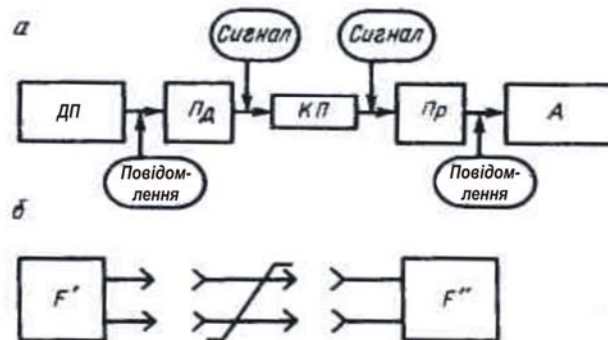 а
Сигнал
Сигнал
ДП
ПД
КП
Пр
А
Повідом-
лення
Повідом-
лення
б
F'
F"